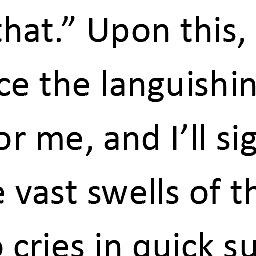 that.” Upon this,
ce the languishin
or me, and I’ll sig
e vast swells of th
cries in quick su